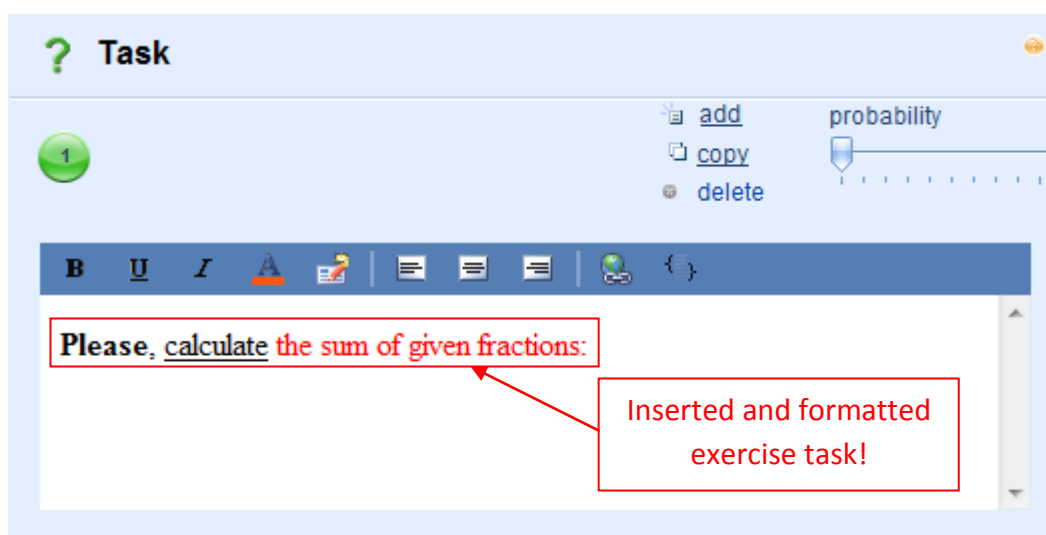 ? Task
add
probability
1
copy
delete
B U I A
Please, calculate the sum of given fractions:
Inserted and formatted
exercise task!